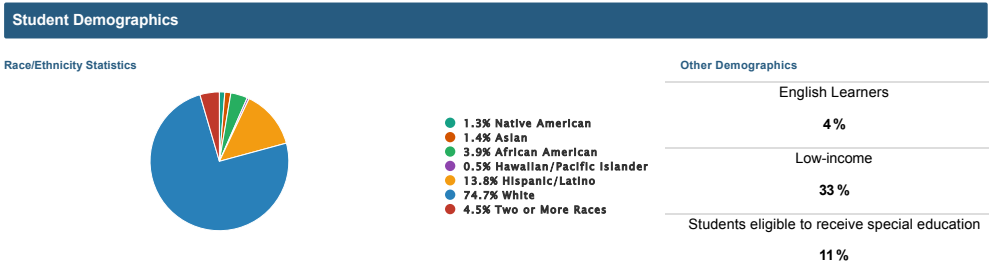 Student Demographics
Race/Ethnicity Statistics
1.3% Native American
1.4% Asian
3.9% African American
0.5% Hawaiian/Pacific Islander
13.8% Hispanic/Latino
74.7% White
4.5% Two or More Races
Other Demographics
English Learners
4 %
Low-income
33 %
Students eligible to receive special education
11 %